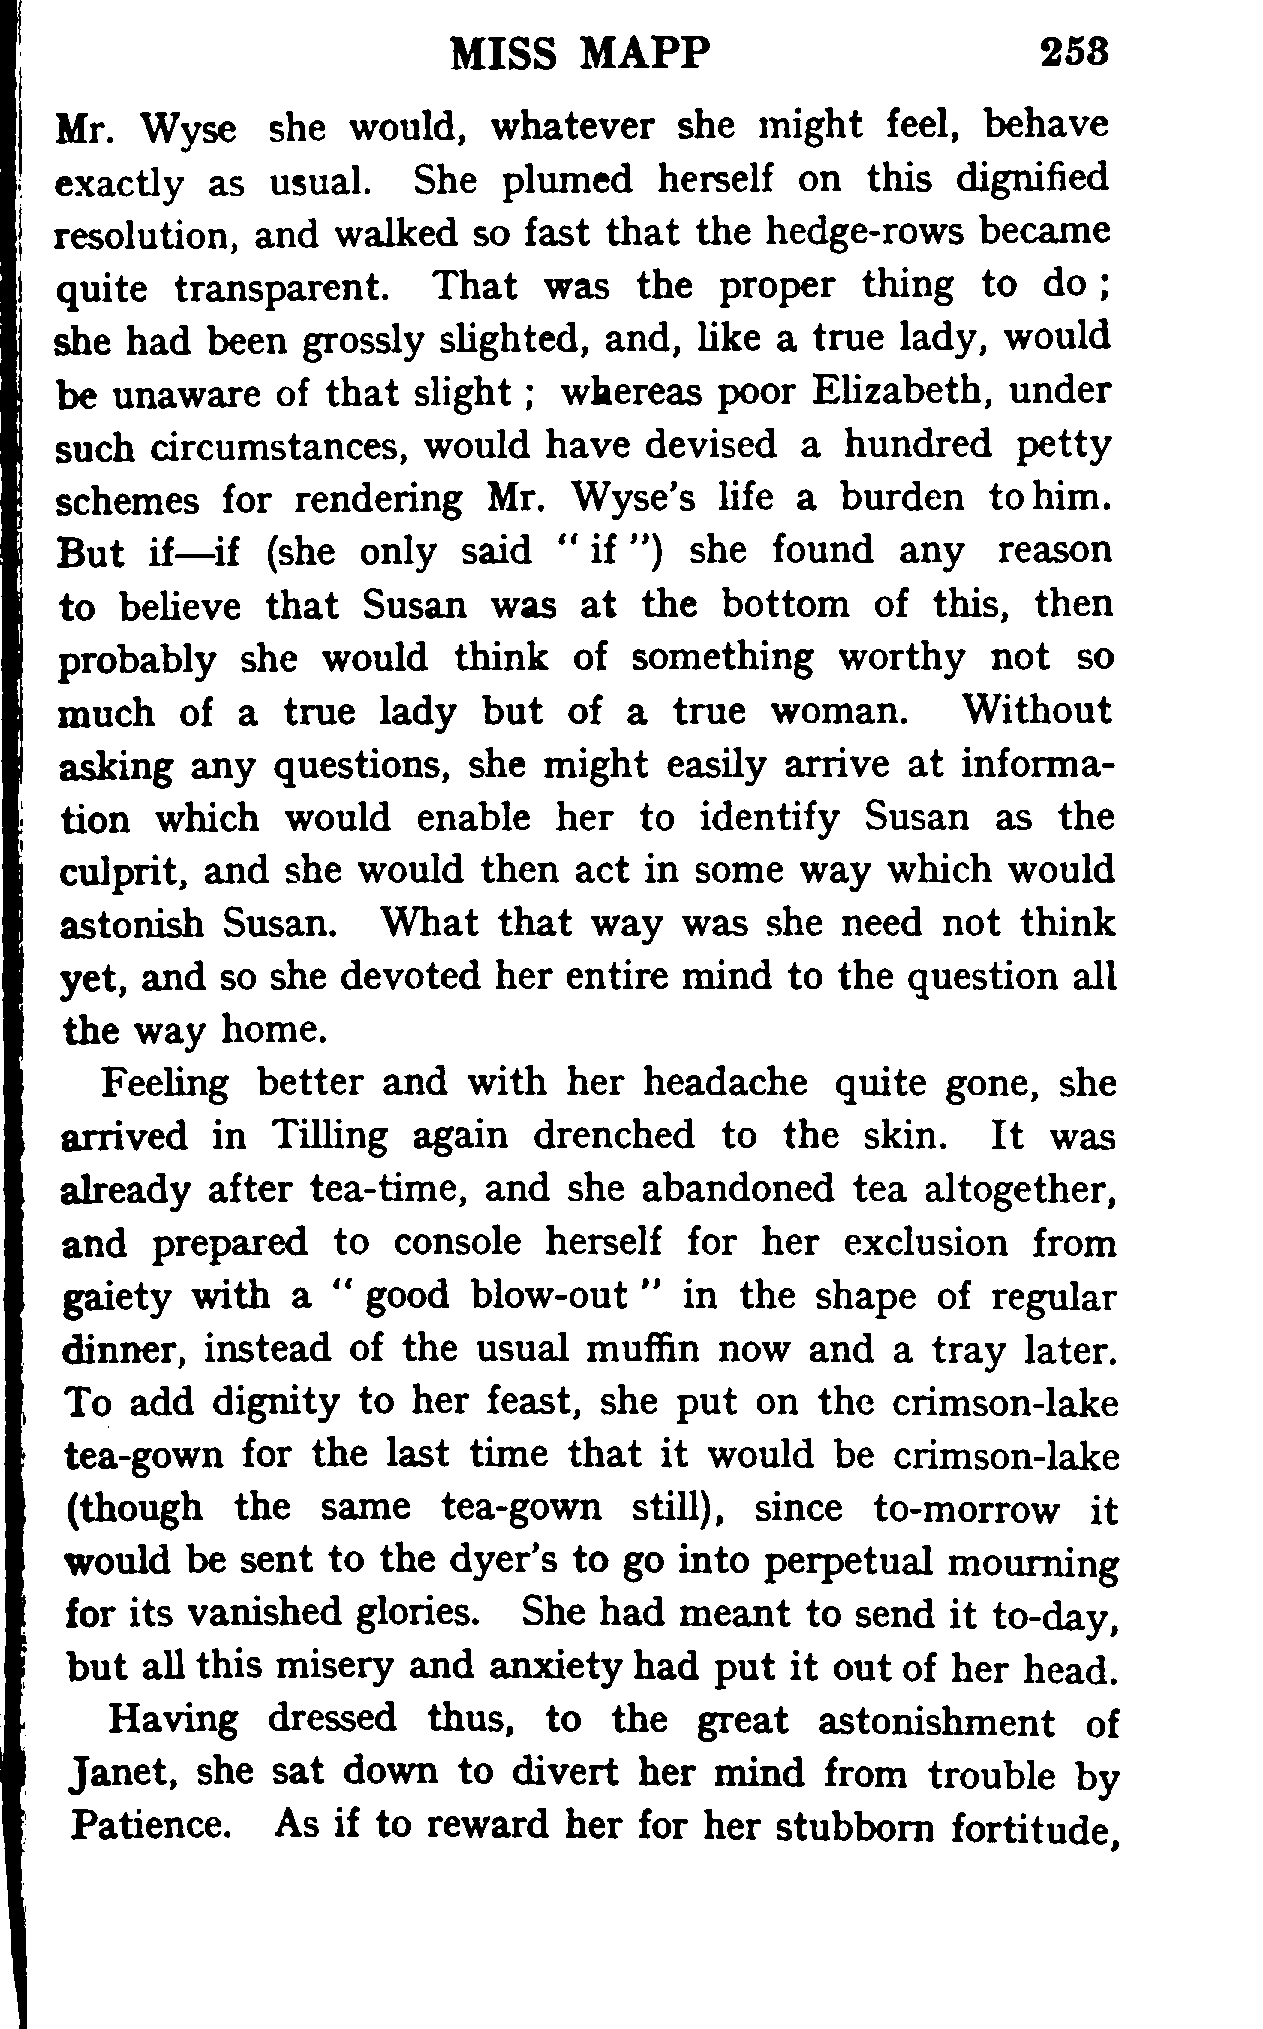 MISS MAPP 253
Mr. Wyse she would, whatever she might feel, behave
exactly as usual. She plumed herself on this dignified
resolution, and walked so fast that the hedge-rows became
quite transparent. That was the proper thing to do ;
she had been grossly slighted, and, like a true lady, would
be unaware of that slight ; whereas poor Elizabeth, under
such circumstances, would have devised a hundred petty
schemes for rendering Mr. Wyse's life a burden to him.
But if—if (she only said " if ") she found any reason
to believe that Susan was at the bottom of this, then
probably she would think of something worthy not so
much of a true lady but of a true woman. Without
asking any questions, she might easily arrive at informa-
tion which would enable her to identify Susan as the
culprit, and she would then act in some way which would
astonish Susan. What that way was she need not think
yet, and so she devoted her entire mind to the question all
the way home.
Feeling better and with her headache quite gone, she
arrived in Tilling again drenched to the skin. It was
already after tea-time, and she abandoned tea altogether,
and prepared to console herself for her exclusion from
gaiety with a " good blow-out " in the shape of regular
dinner, instead of the usual muffin now and a tray later.
To add dignity to her feast, she put on the crimson-lake
tea-gown for the last time that it would be crimson-lake
(though the same tea-gown still), since to-morrow it
would be sent to the dyer's to go into perpetual mourning
for its vanished glories. She had meant to send it to-day,
but all this misery and anxiety had put it out of her head.
Having dressed thus, to the great astonishment of
Janet, she sat down to divert her mind from trouble by
Patience. As if to reward her for her stubborn fortitude,